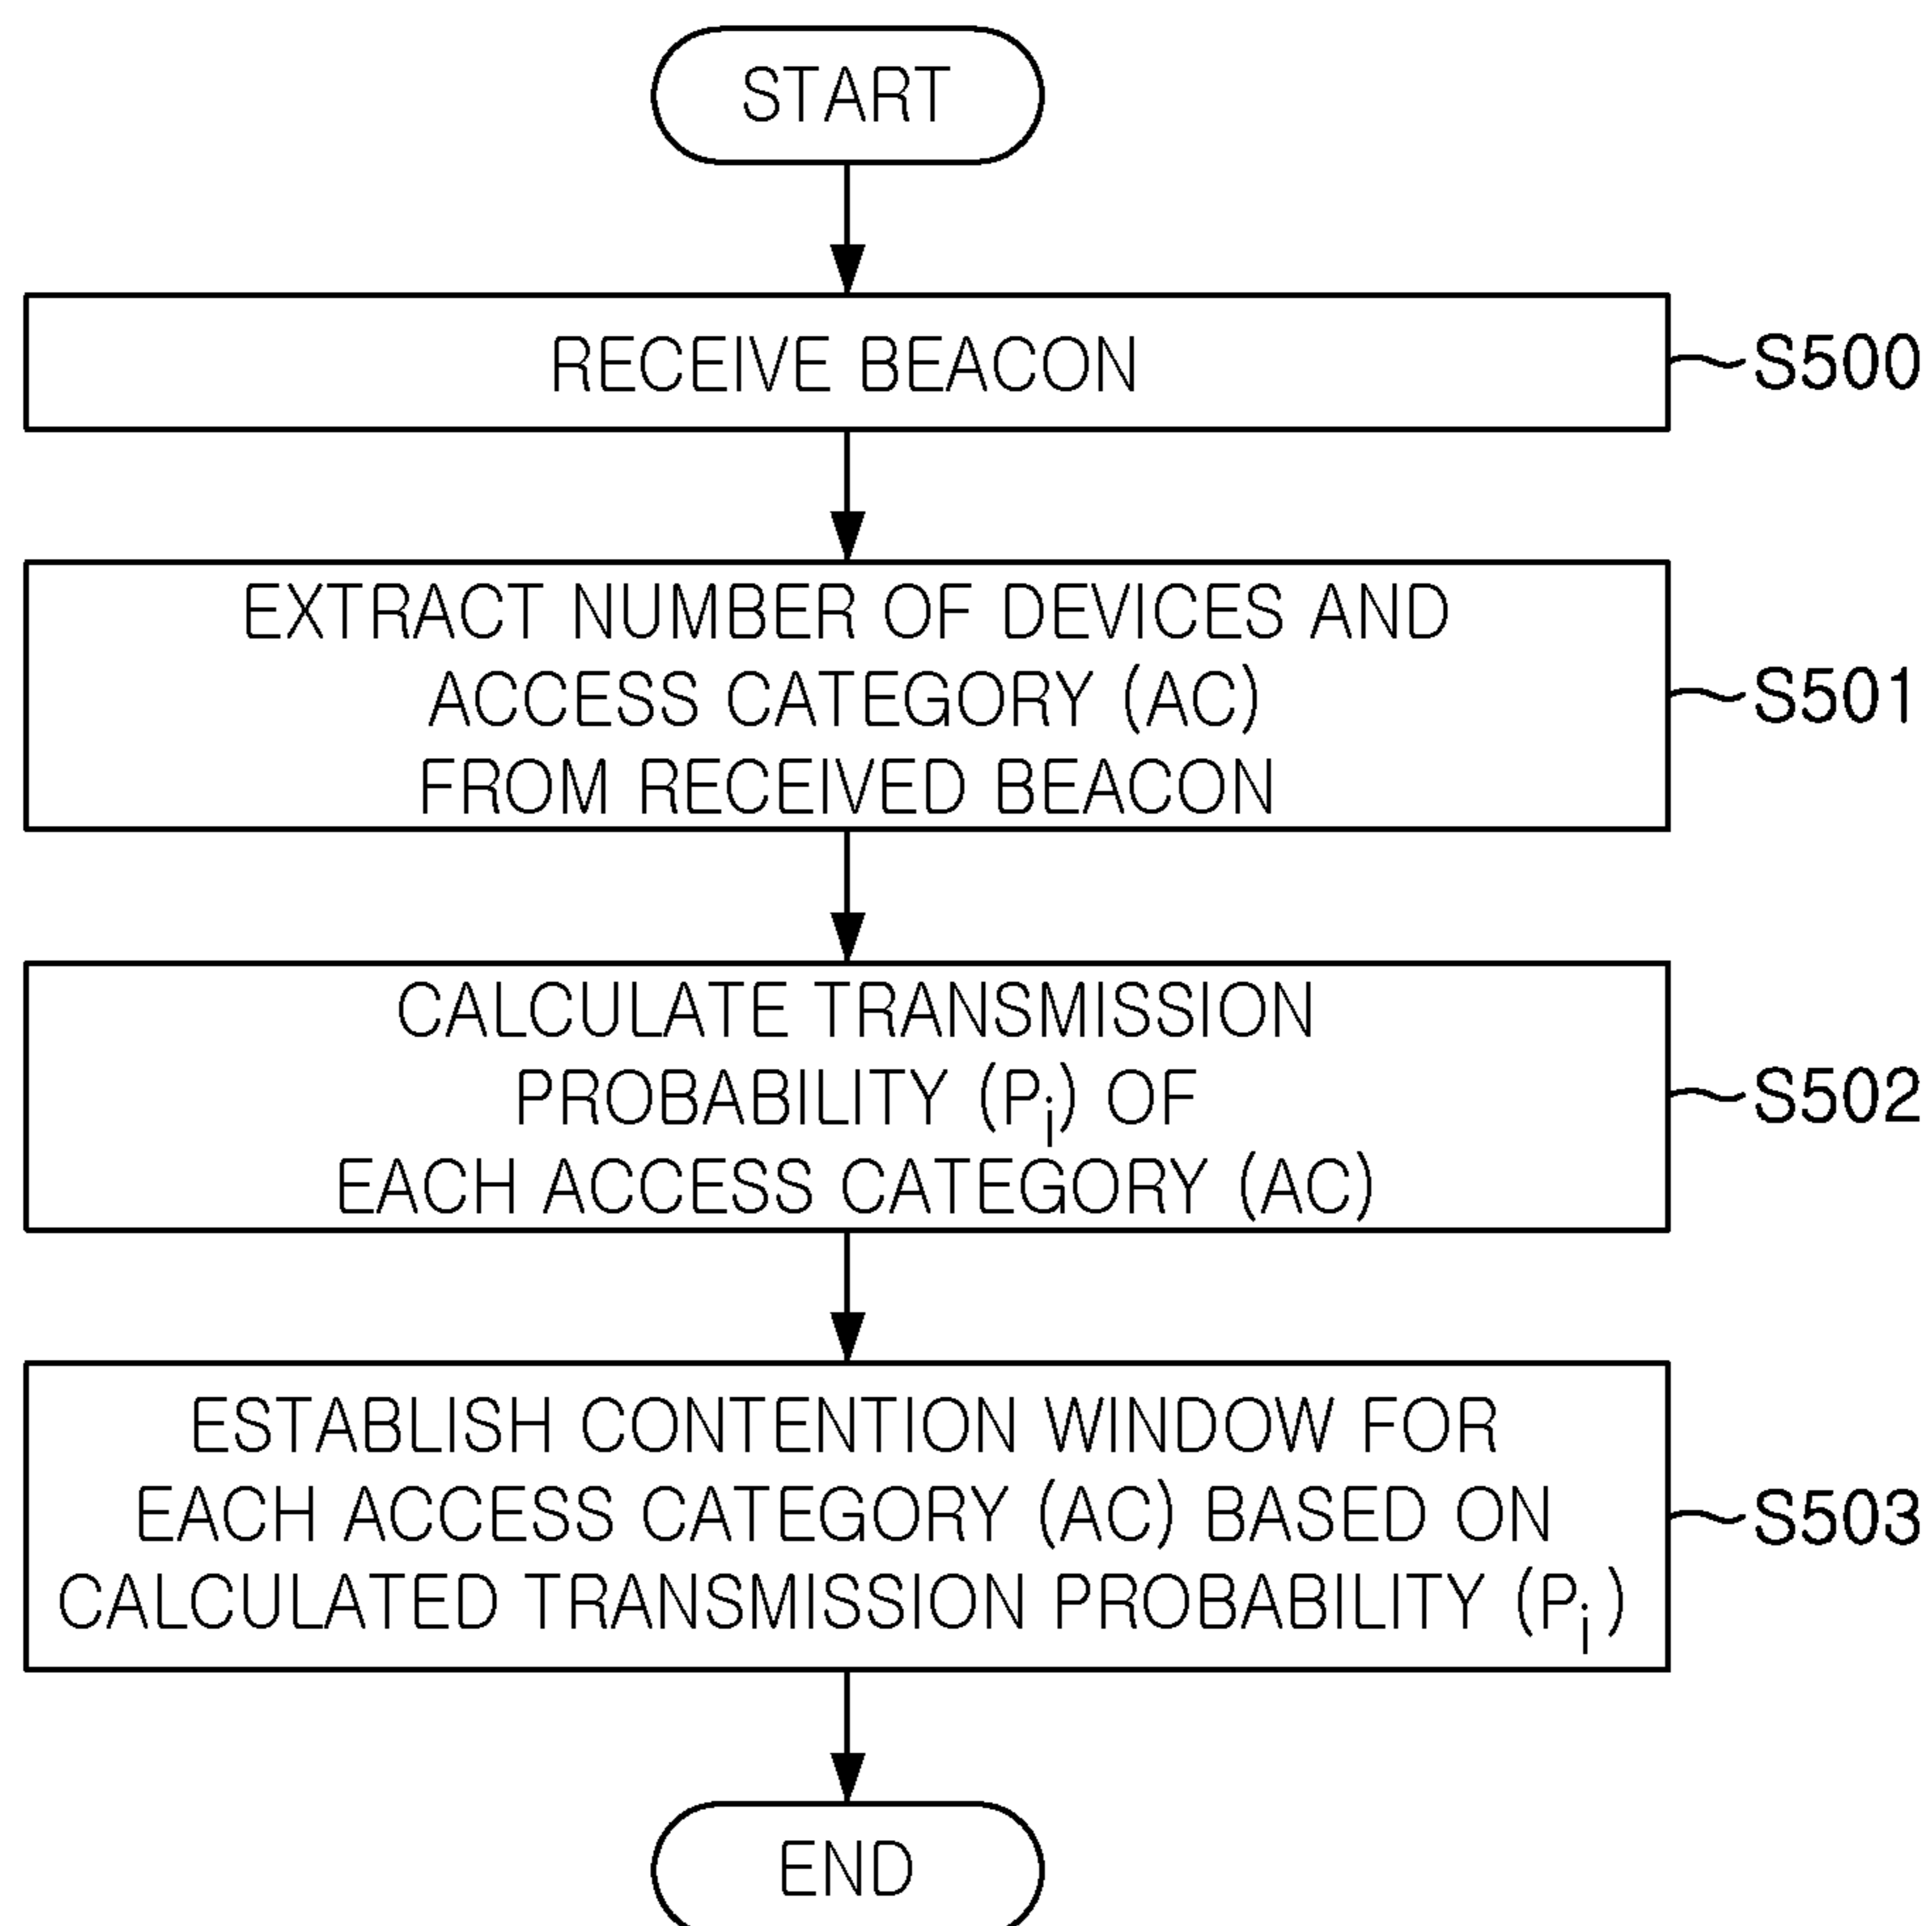 START
RECEIVE BEACON
S500
EXTRACT NUMBER OF DEVICES AND
ACCESS CATEGORY (AC)
FROM RECEIVED BEACON
S501
CALCULATE TRANSMISSION
PROBABILITY (Pi) OF
EACH ACCESS CATEGORY (AC)
S502
ESTABLISH CONTENTION WINDOW FOR
EACH ACCESS CATEGORY (AC) BASED ON
CALCULATED TRANSMISSION PROBABILITY (Pi)
S503
END